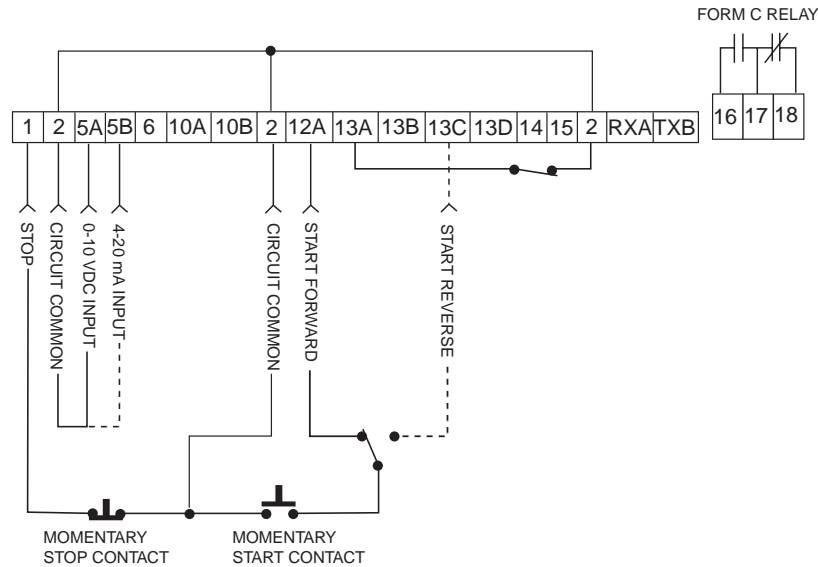 FORM C RELAY
16 17 18
1 2 5A 5B 6 10A 10B 2 12A 13A 13B 13C 13D 14 15 2 RXA TXB
STOP
CIRCUIT COMMON
0-10 VDC INPUT
4-20 mA INPUT
CIRCUIT COMMON
START FORWARD
START REVERSE
MOMENTARY
STOP CONTACT
MOMENTARY
START CONTACT